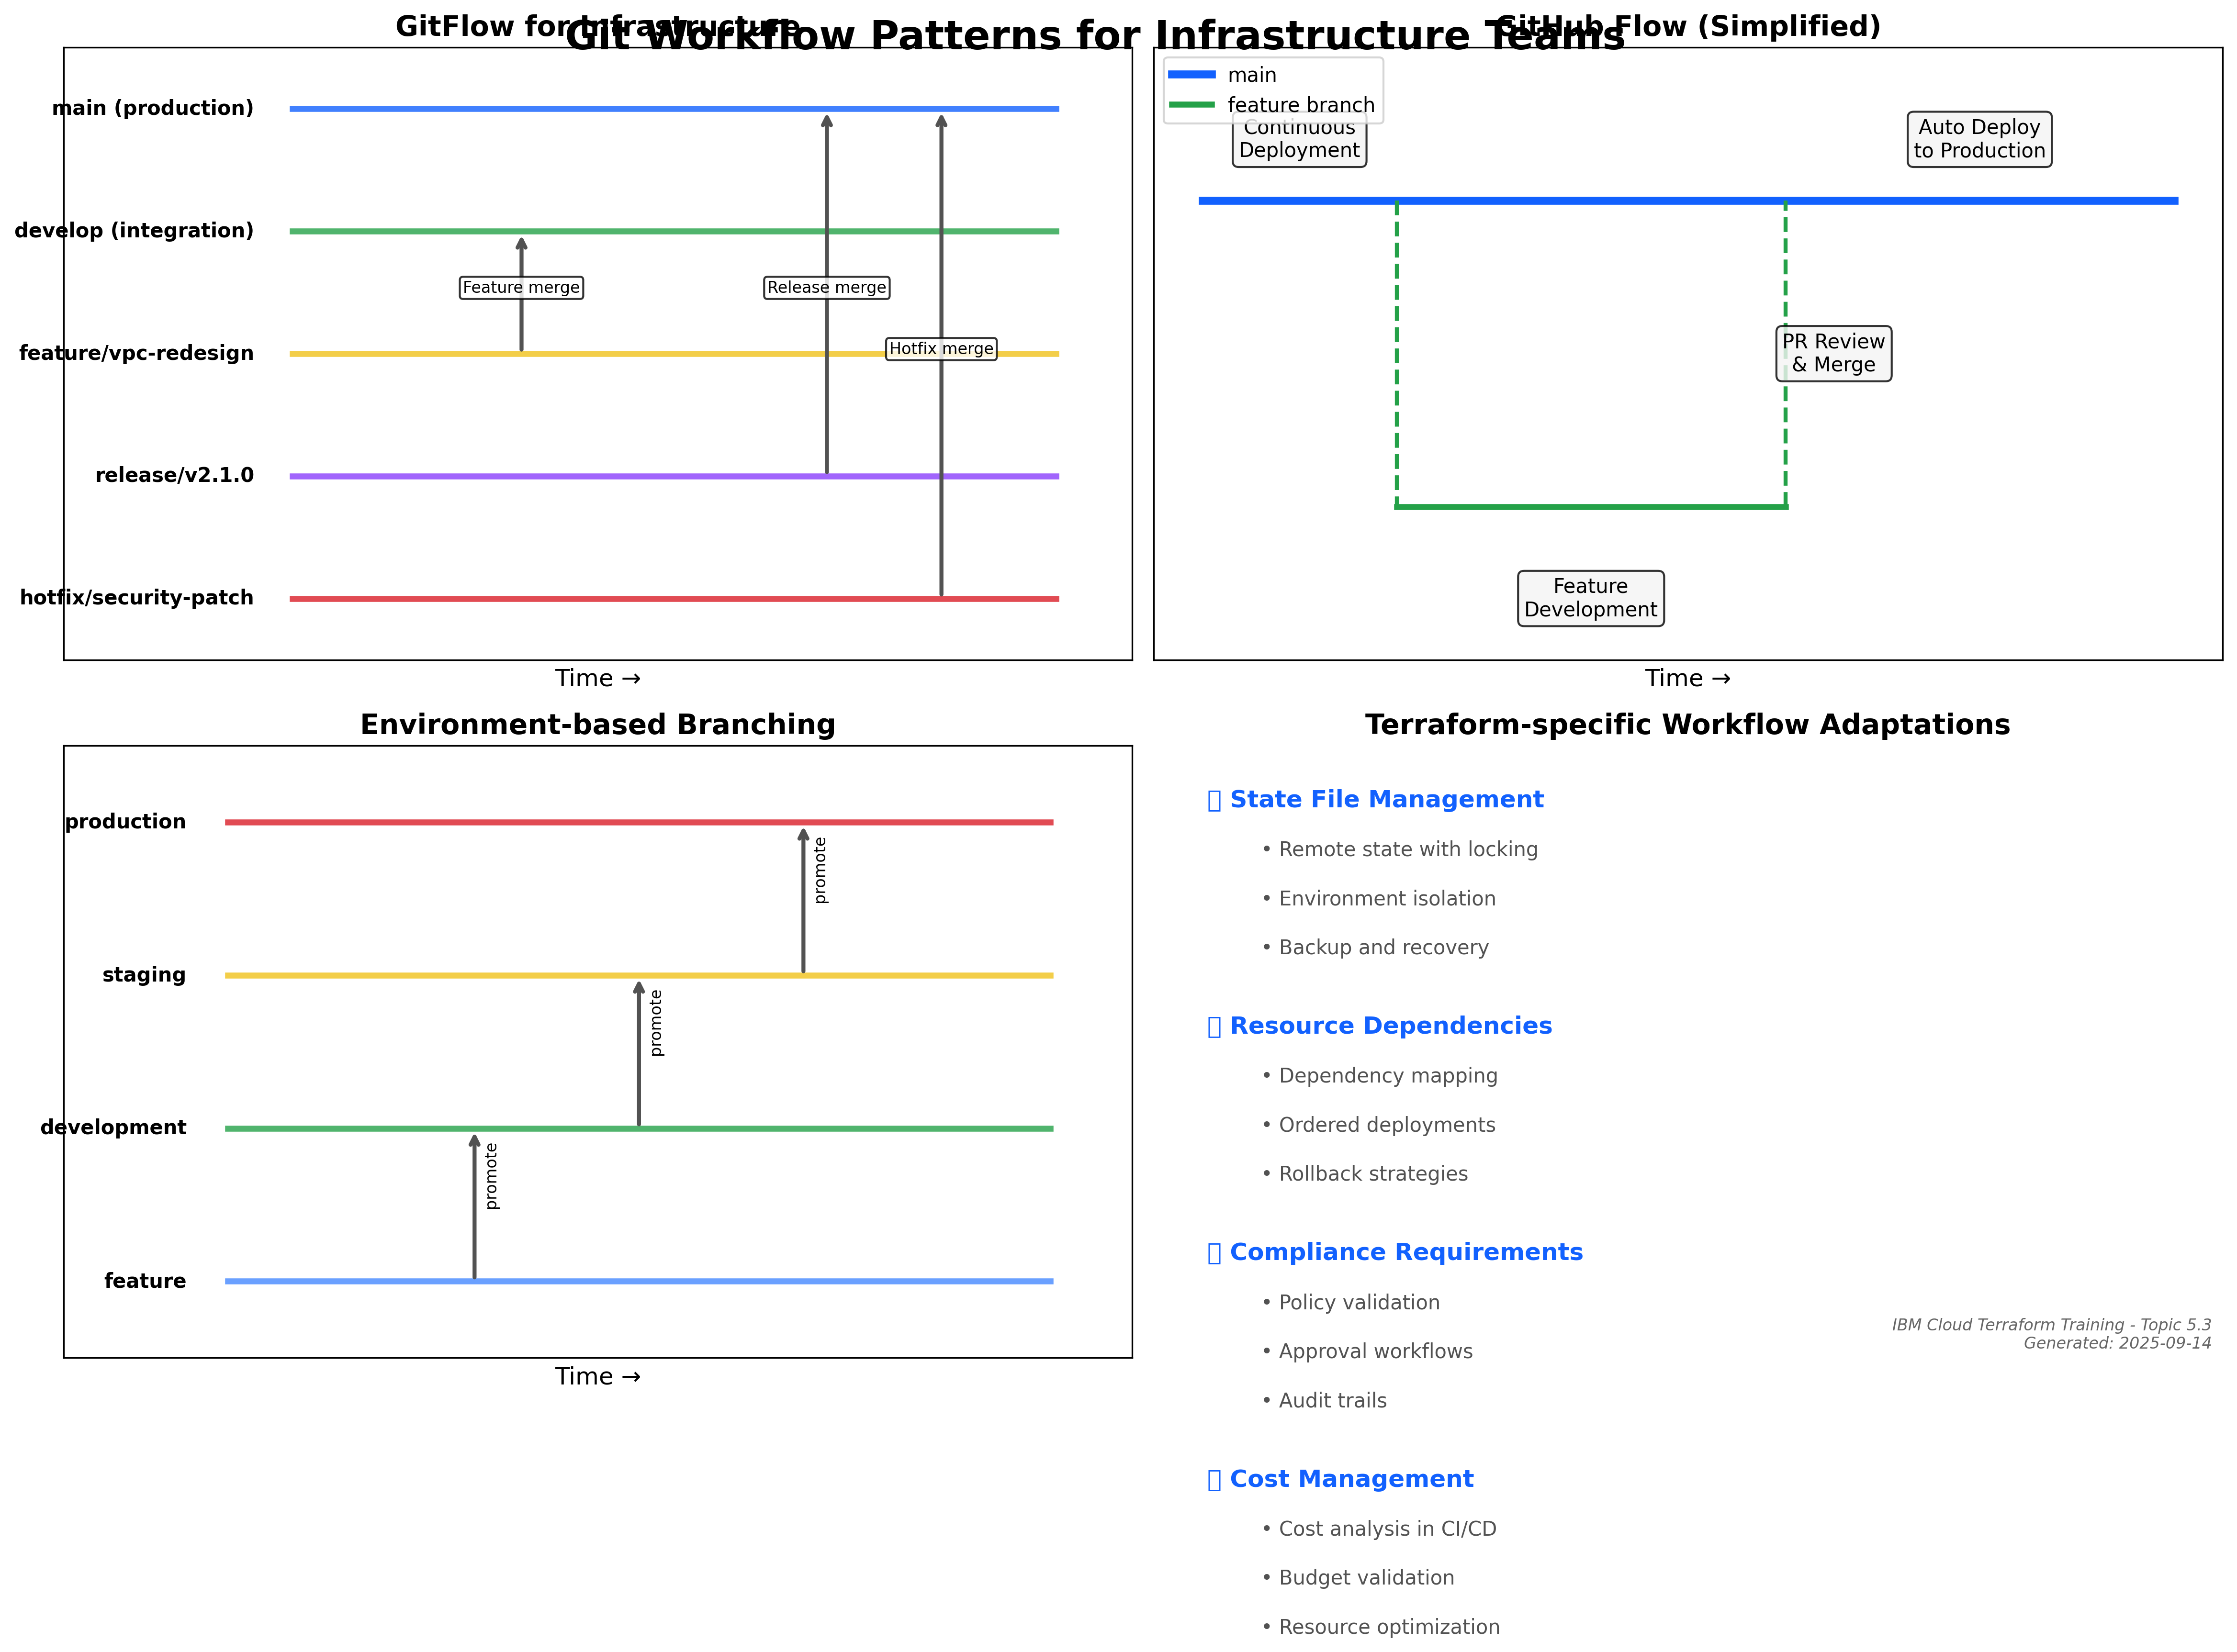 Git Workflow Patterns for Infrastructure Teams
GitFlow for Infrastructure
main (production)
develop (integration)
Feature merge
Release merge
feature/vpc-redesign
Hotfix merge
release/v2.1.0
hotfix/security-patch
Time →
GitHub Flow (Simplified)
main
feature branch
Continuous
Deployment
Auto Deploy
to Production
PR Review
& Merge
Feature
Development
Time →
Environment-based Branching
production
promote
staging
promote
development
promote
feature
Time →
Terraform-specific Workflow Adaptations
State File Management
• Remote state with locking
• Environment isolation
• Backup and recovery
Resource Dependencies
• Dependency mapping
• Ordered deployments
• Rollback strategies
Compliance Requirements
• Policy validation
• Approval workflows
• Audit trails
IBM Cloud Terraform Training - Topic 5.3
Generated: 2025-09-14
Cost Management
• Cost analysis in CI/CD
• Budget validation
• Resource optimization